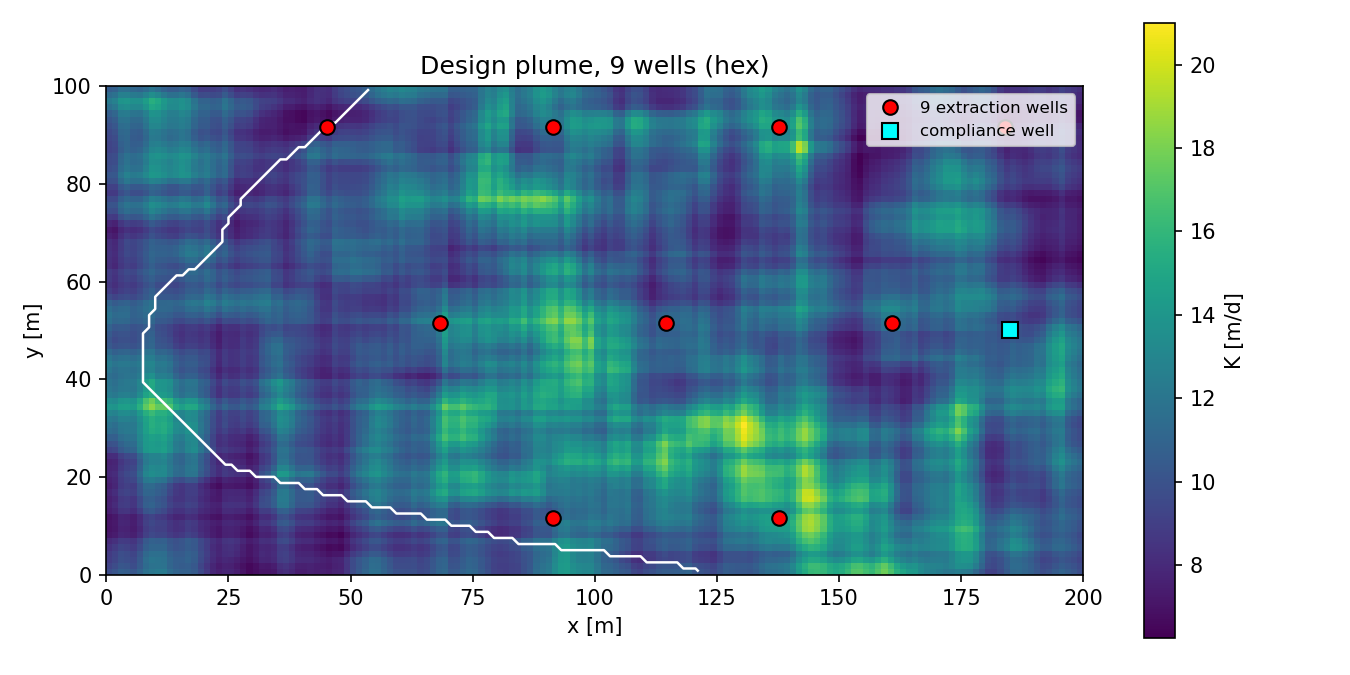 Design plume, 9 wells (hex)
9 extraction wells
compliance well
y [m]
100
80
60
40
20
0
0 25 50 75 100 125 150 175 200
x [m]
20
18
16
14
12
10
8
K [m/d]